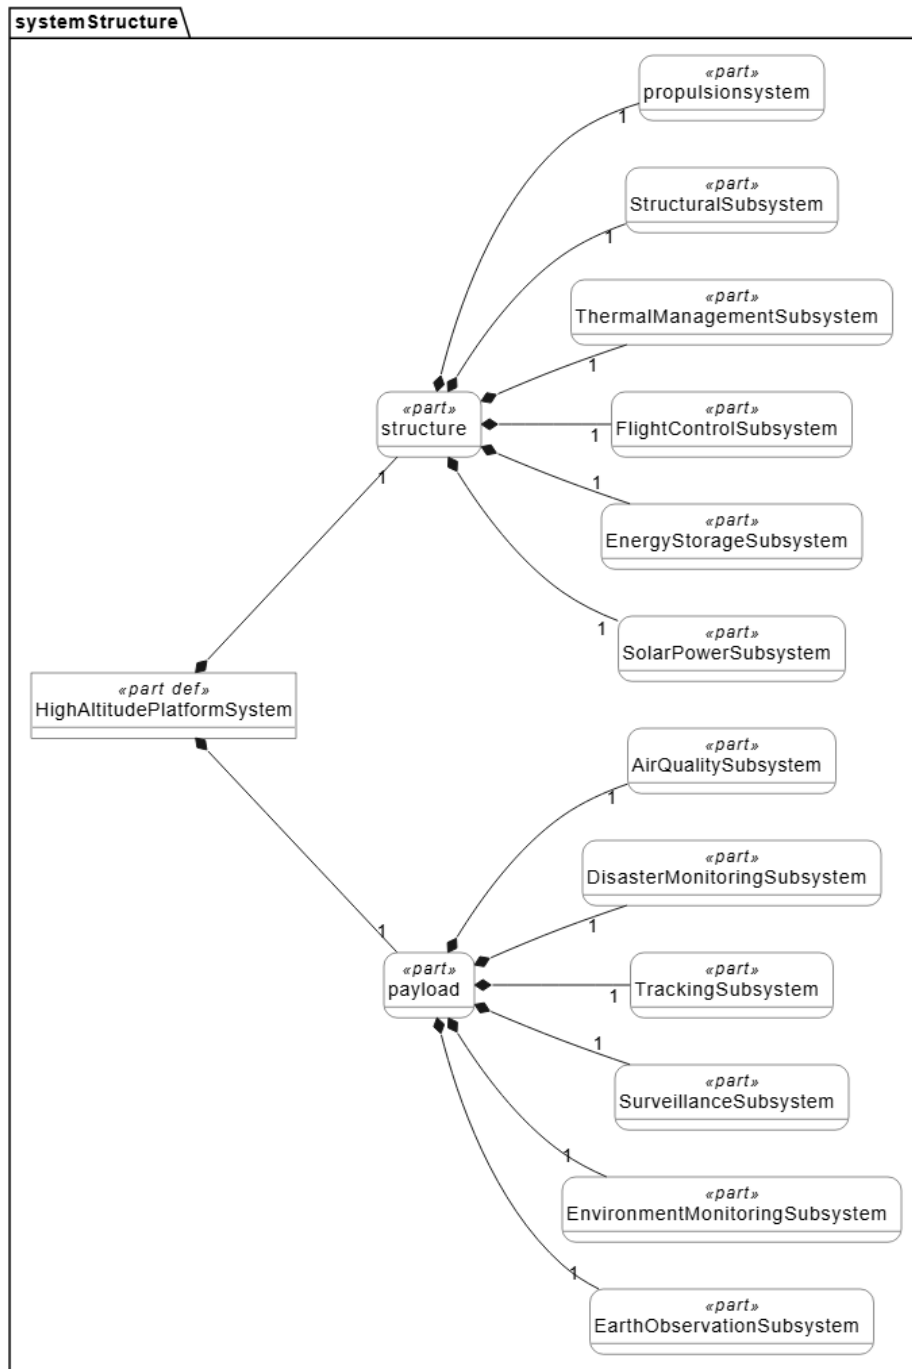 systemStructure
«part»
propulsionsystem
1
«part»
StructuralSubsystem
1
«part»
ThermalManagementSubsystem
1
«part»
structure
1
«part»
FlightControlSubsystem
1
1
«part»
EnergyStorageSubsystem
1
«part»
SolarPowerSubsystem
«part def»
HighAltitudePlatformSystem
«part»
AirQualitySubsystem
1
«part»
DisasterMonitoringSubsystem
1
1
«part»
payload
«part»
TrackingSubsystem
1
1
«part»
SurveillanceSubsystem
1
«part»
EnvironmentMonitoringSubsystem
1
«part»
EarthObservationSubsystem